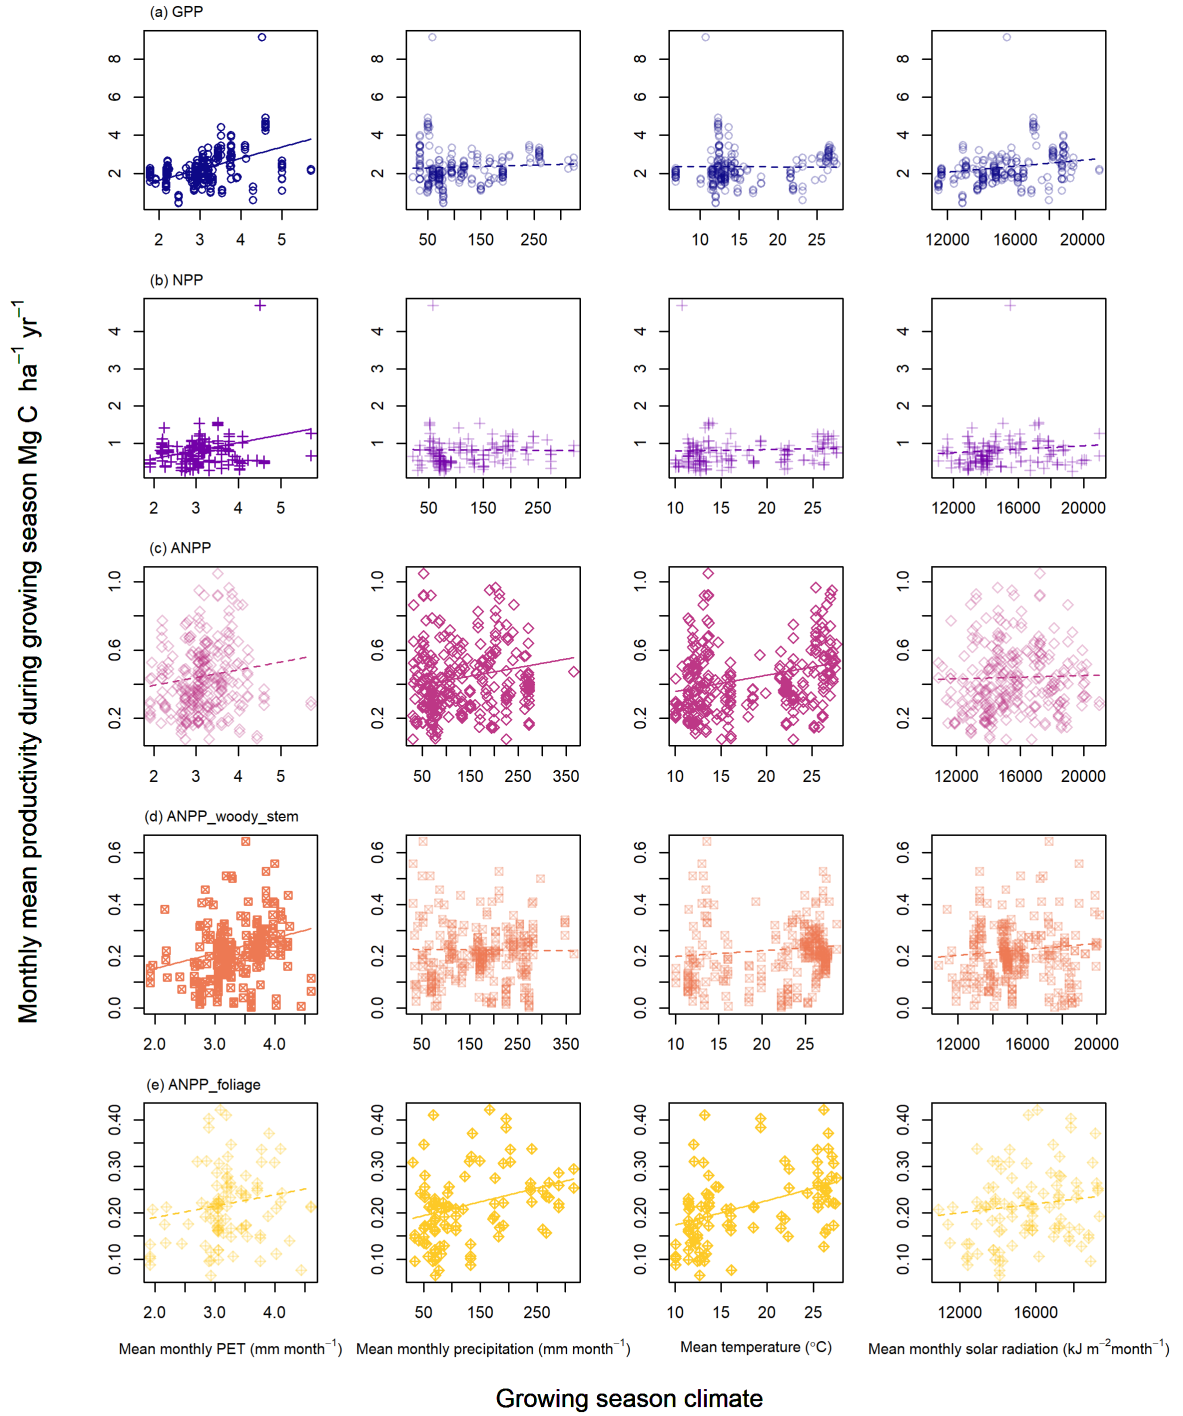 (a) GPP
2 4 6 8
2 3 4 5
2 4 6 8
50 150 250
2 4 6 8
10 15 20 25
2 4 6 8
12000 16000 20000
(b) NPP
1 2 3 4
2 3 4 5
1 2 3 4
50 150 250
1 2 3 4
10 15 20 25
1 2 3 4
12000 16000 20000
(c) ANPP
0.2 0.6 1.0
2 3 4 5
0.2 0.6 1.0
50 150 250 350
0.2 0.6 1.0
10 15 20 25
0.2 0.6 1.0
12000 16000 20000
(d) ANPP_woody_stem
0.0 0.2 0.4 0.6
2.0 3.0 4.0
0.0 0.2 0.4 0.6
50 150 250 350
0.0 0.2 0.4 0.6
10 15 20 25
0.0 0.2 0.4 0.6
12000 16000 20000
(e) ANPP_foliage
0.10 0.20 0.30 0.40
2.0 3.0 4.0
0.10 0.20 0.30 0.40
50 150 250
0.10 0.20 0.30 0.40
10 15 20 25
0.10 0.20 0.30 0.40
12000 16000
Monthly mean productivity during growing season Mg C ha⁻¹ yr⁻¹
Mean monthly PET (mm month⁻¹)
Mean monthly precipitation (mm month⁻¹)
Mean temperature (°C)
Mean monthly solar radiation (kJ m⁻²month⁻¹)
Growing season climate